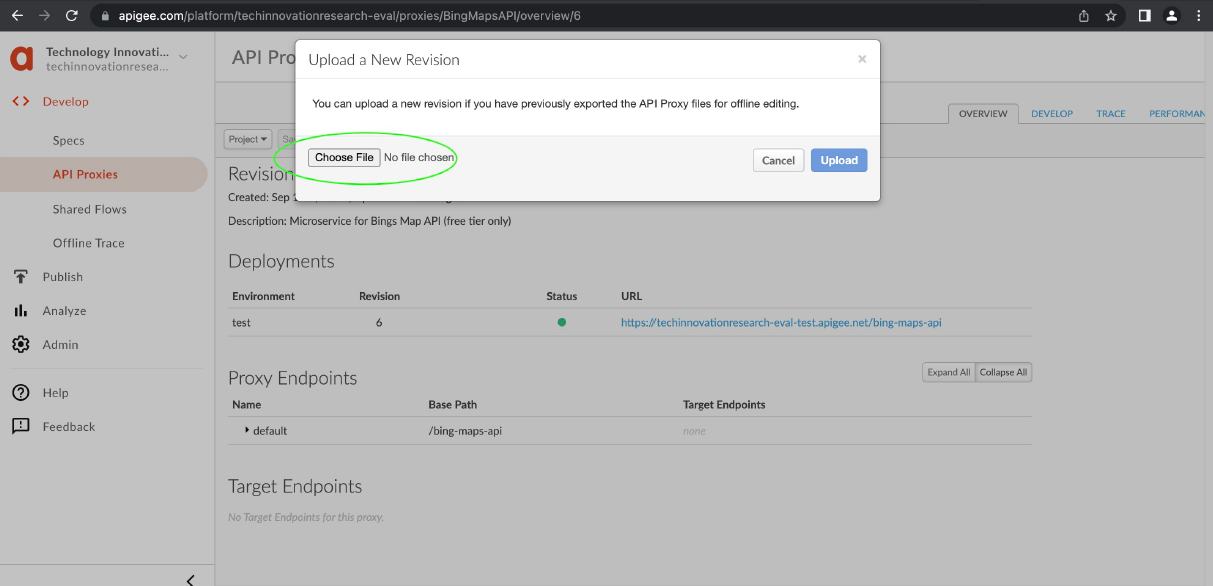 apigee.com/platform/techinnovationresearch-eval/proxies/BingMapsAPI/overview/6
Technology Innovati...
techinnovationresea...
Develop
Specs
API Proxies
Shared Flows
Offline Trace
Publish
Analyze
Admin
Help
Feedback
API Pro
Upload a New Revision ×
You can upload a new revision if you have previously exported the API Proxy files for offline editing.
Choose File No file chosen
Cancel Upload
OVERVIEW DEVELOP TRACE PERFORMAN
Project
Revision
Created: Sep
Description: Microservice for Bings Map API (free tier only)
Deployments
Environment Revision Status URL
test 6 https://techinnovationresearch-eval-test.apigee.net/bing-maps-api
Proxy Endpoints
Expand All Collapse All
Name Base Path Target Endpoints
default /bing-maps-api none
Target Endpoints
No Target Endpoints for this proxy.